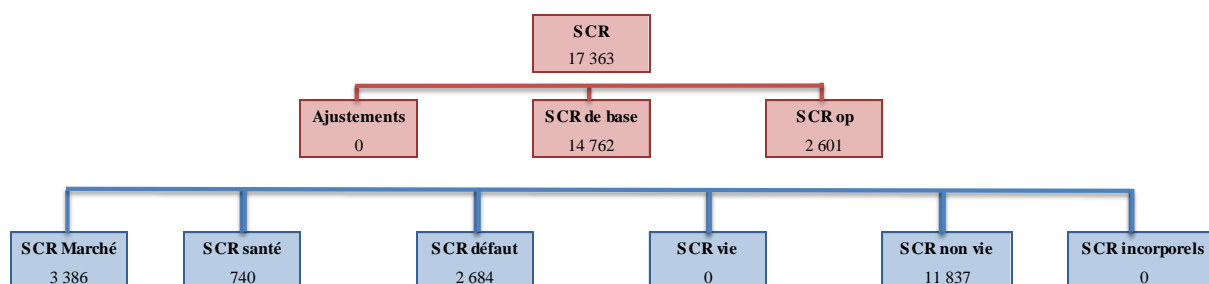 SCR
17 363
Ajustements
0
SCR de base
14 762
SCR op
2 601
SCR Marché
3 386
SCR santé
740
SCR défaut
2 684
SCR vie
0
SCR non vie
11 837
SCR incorporels
0